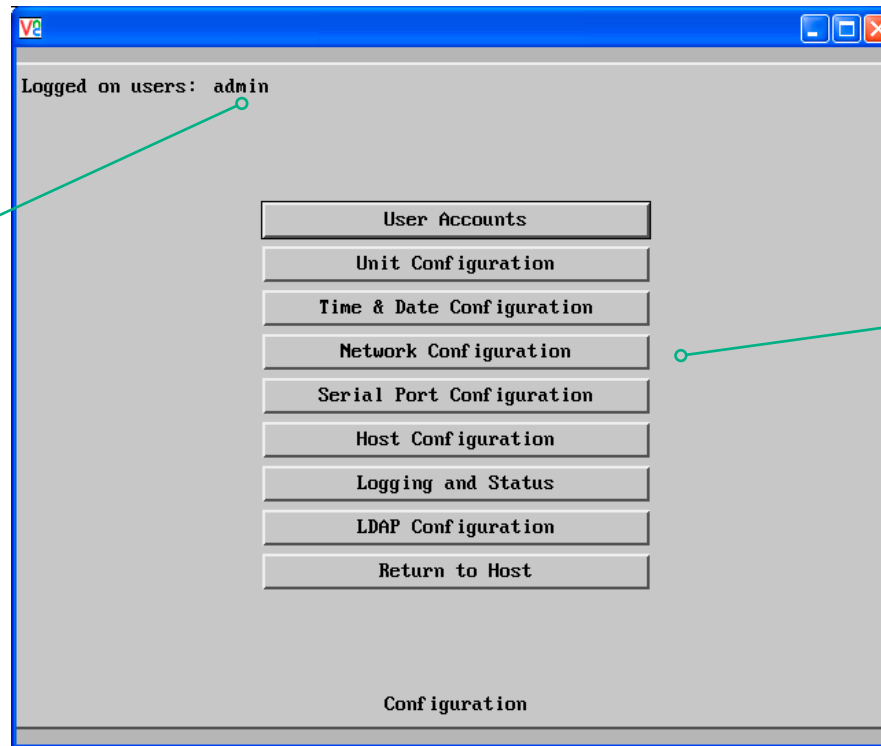 Logged on users: admin
User Accounts
Unit Configuration
Time & Date Configuration
Network Configuration
Serial Port Configuration
Host Configuration
Logging and Status
LDAP Configuration
Return to Host
Configuration